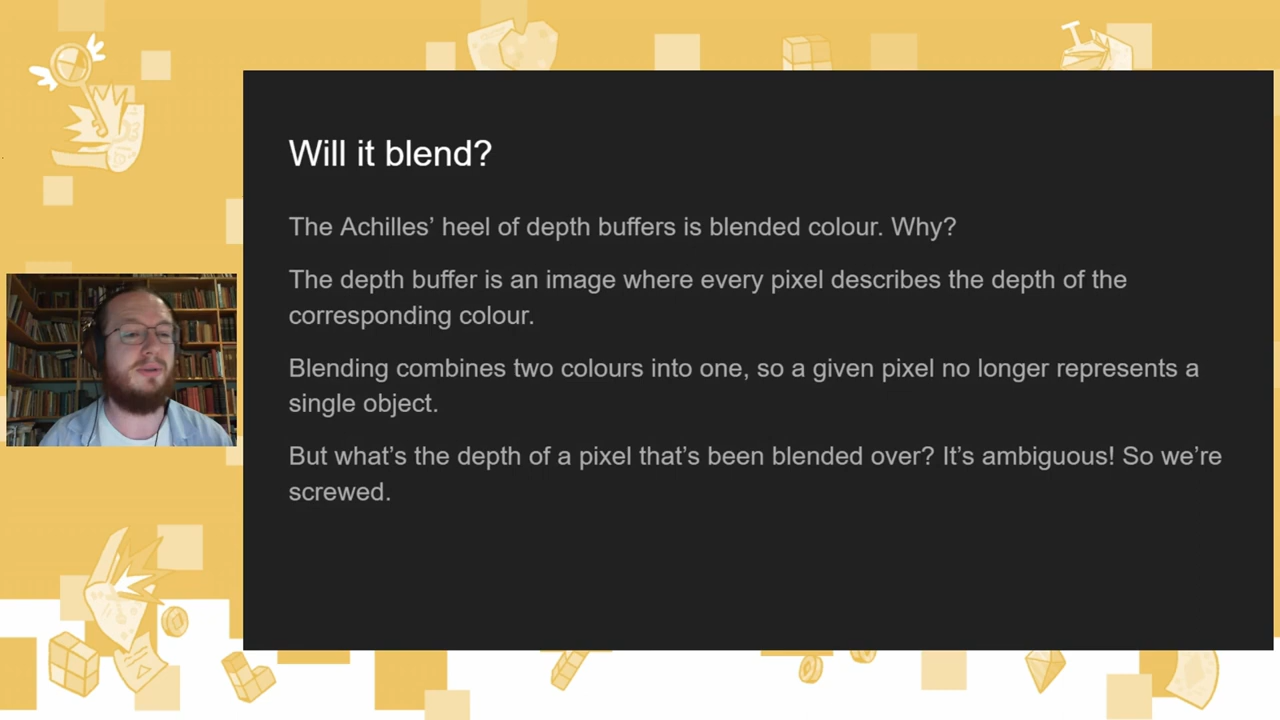 Will it blend?
The Achilles’ heel of depth buffers is blended colour. Why?
The depth buffer is an image where every pixel describes the depth of the
corresponding colour.
Blending combines two colours into one, so a given pixel no longer represents a
single object.
But what’s the depth of a pixel that’s been blended over? It’s ambiguous! So we’re
screwed.